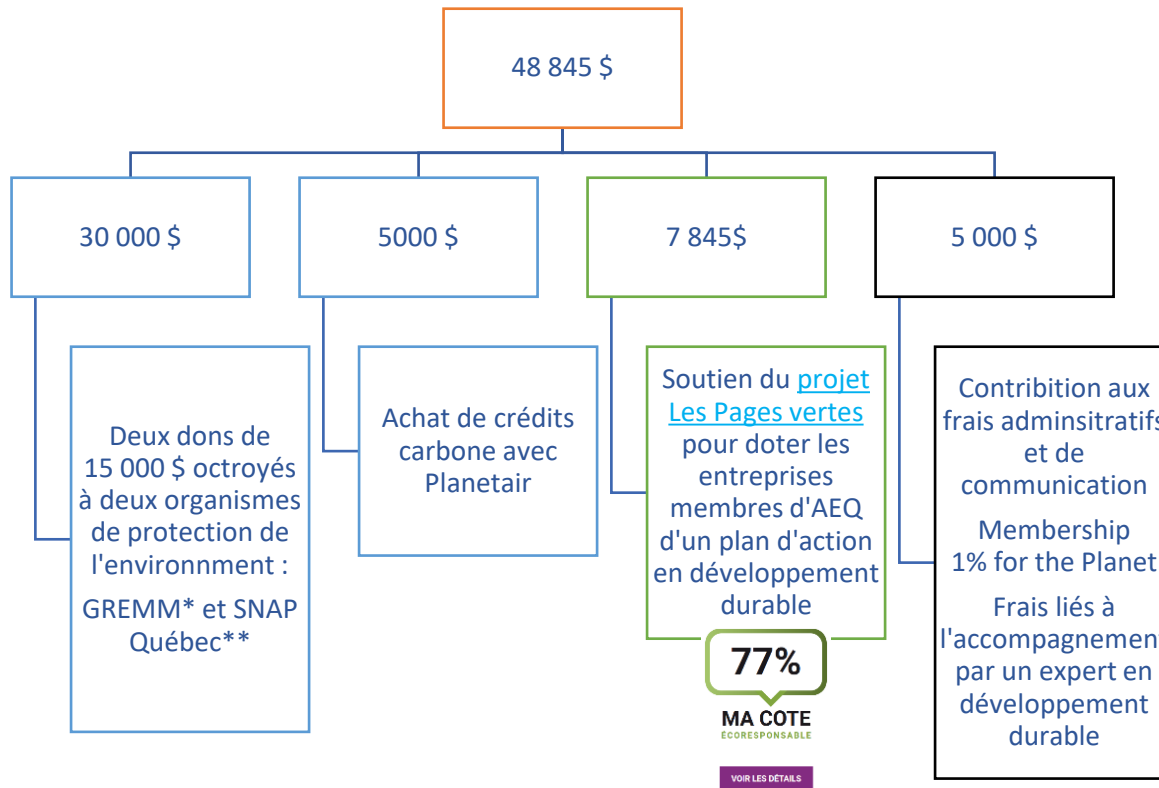 48 845 $
30 000 $
5000 $
7 845$
5 000 $
Deux dons de
15 000 $ octroyés
à deux organismes
de protection de
l'environnment :
GREMM* et SNAP
Québec**
Achat de crédits
carbone avec
Planetair
Soutien du projet
Les Pages vertes
pour doter les
entreprises
membres d'AEQ
d'un plan d'action
en développement
durable
77%
MA COTE
ÉCORESPONSABLE
VOIR LES DÉTAILS
Contribition aux
frais adminsitratifs
et de
communication
Membership
1% for the Planet
Frais liés à
l'accompagnement
par un expert en
développement
durable